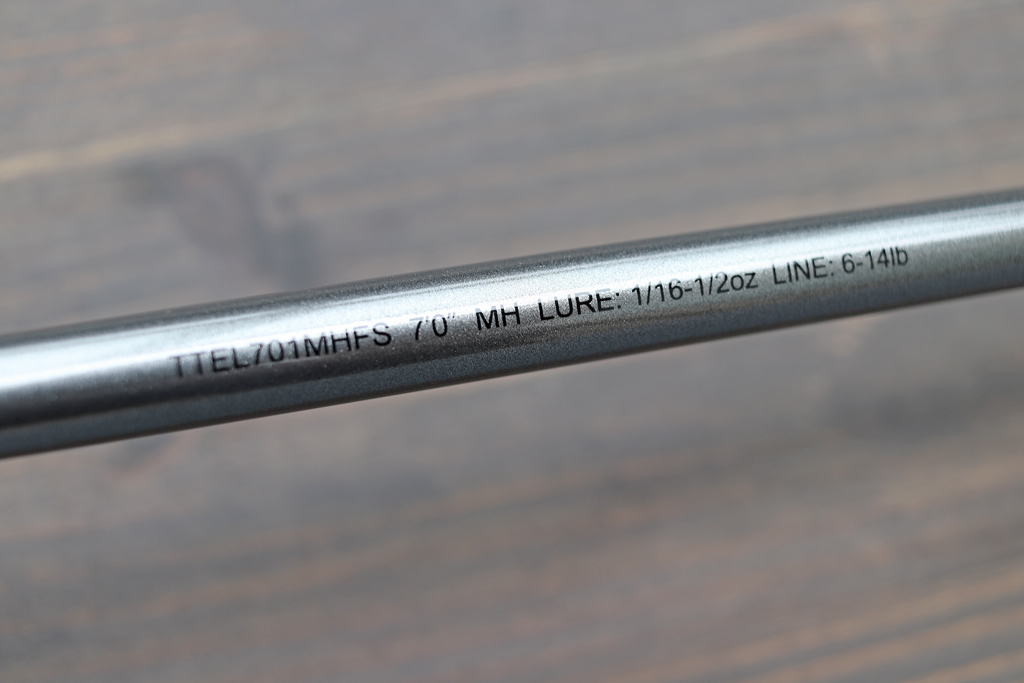 TTEL701MHFS 7'0" MH LURE: 1/16-1/2oz LINE: 6-14lb